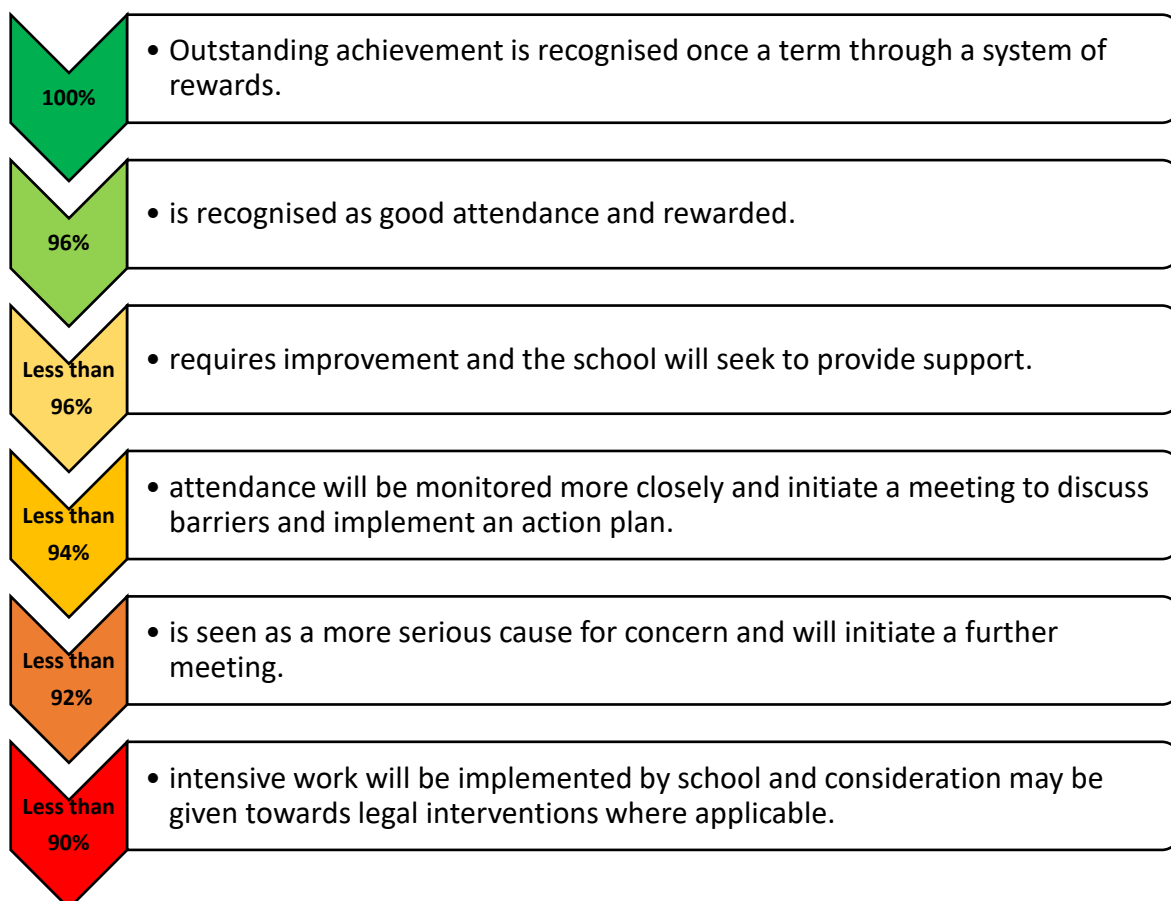 100%
• Outstanding achievement is recognised once a term through a system of
rewards.
96%
• is recognised as good attendance and rewarded.
Less than
96%
• requires improvement and the school will seek to provide support.
Less than
94%
• attendance will be monitored more closely and initiate a meeting to discuss
barriers and implement an action plan.
Less than
92%
• is seen as a more serious cause for concern and will initiate a further
meeting.
Less than
90%
• intensive work will be implemented by school and consideration may be
given towards legal interventions where applicable.